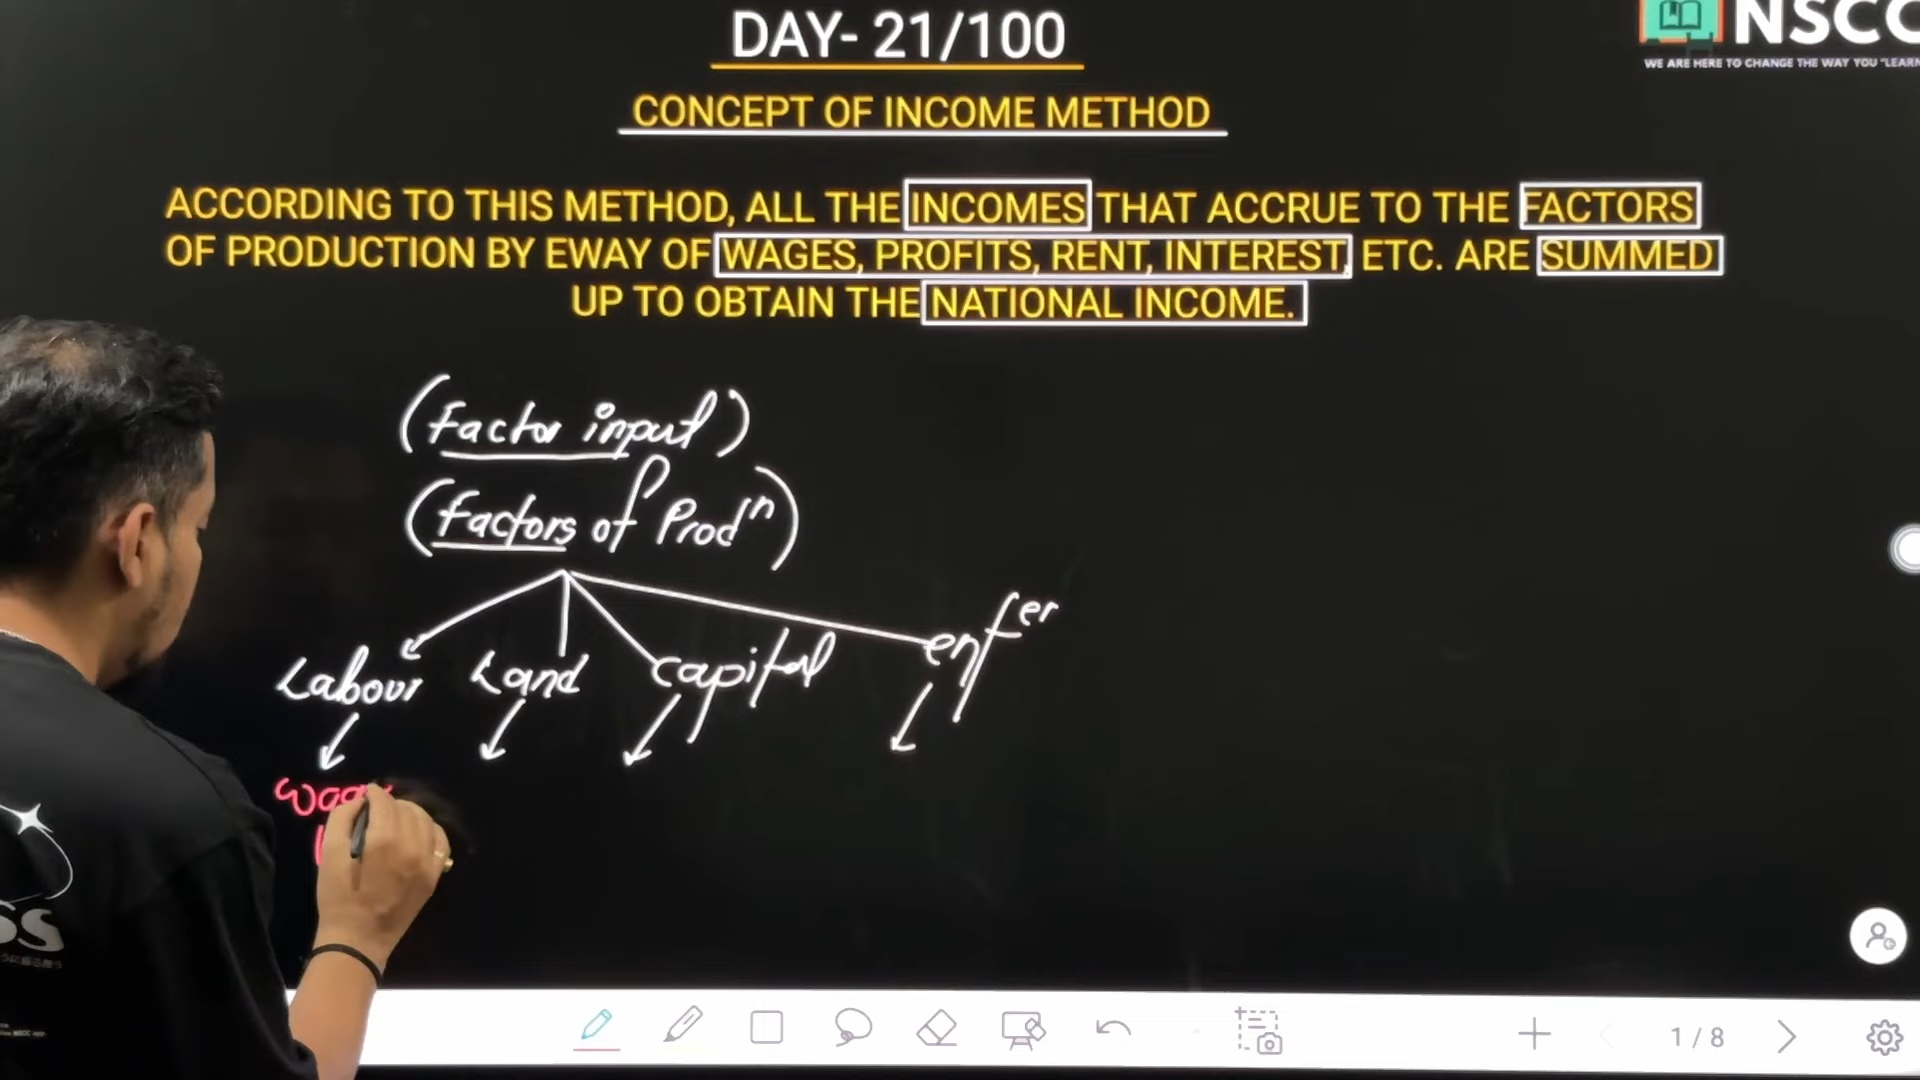 DAY- 21/100
NSCC
WE ARE HERE TO CHANGE THE WAY YOU "LEARN
CONCEPT OF INCOME METHOD
ACCORDING TO THIS METHOD, ALL THE INCOMES THAT ACCRUE TO THE FACTORS
OF PRODUCTION BY EWAY OF WAGES, PROFITS, RENT, INTEREST, ETC. ARE SUMMED
UP TO OBTAIN THE NATIONAL INCOME.
(Factor input)
(Factors of Prodⁿ)
Labour Land capital
1 / 8